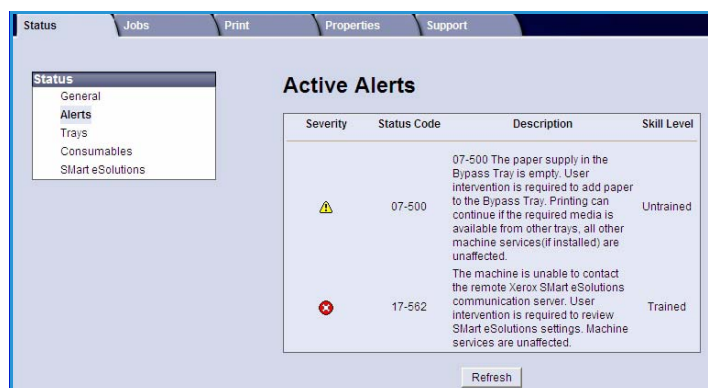 Status Jobs Print Properties Support
Status
General
Alerts
Trays
Consumables
SMart eSolutions
Active Alerts
Severity Status Code Description Skill Level
07-500 The paper supply in the
Bypass Tray is empty. User
intervention is required to add paper
to the Bypass Tray. Printing can
07-500 continue if the required media is Untrained
available from other trays, all other
machine services(if installed) are
unaffected.
The machine is unable to contact
the remote Xerox SMart eSolutions
communication server. User
17-562 intervention is required to review Trained
SMart eSolutions settings. Machine
services are unaffected.
Refresh